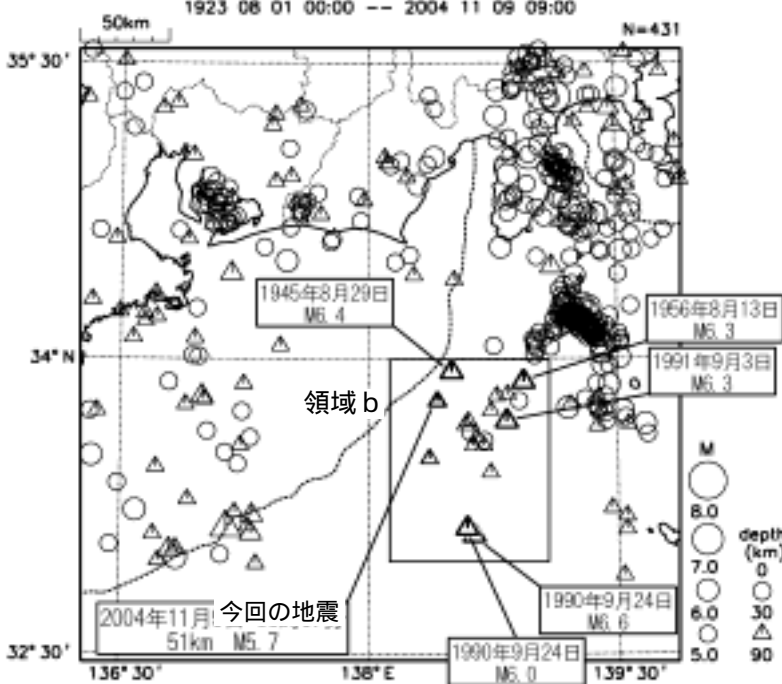 1923 08 01 00:00 -- 2004 11 09 09:00
50km
N=431
35°30'
1945年8月29日
M6.4
1956年8月13日
M6.3
34°N
1991年9月3日
M6.3
領域b
M
8.0
7.0
6.0
5.0
depth
(km)
0
30
90
2004年11月
今回の地震
51km M5.7
1990年9月24日
M6.6
1990年9月24日
M6.0
32°30'
136°30'
138°E
139°30'